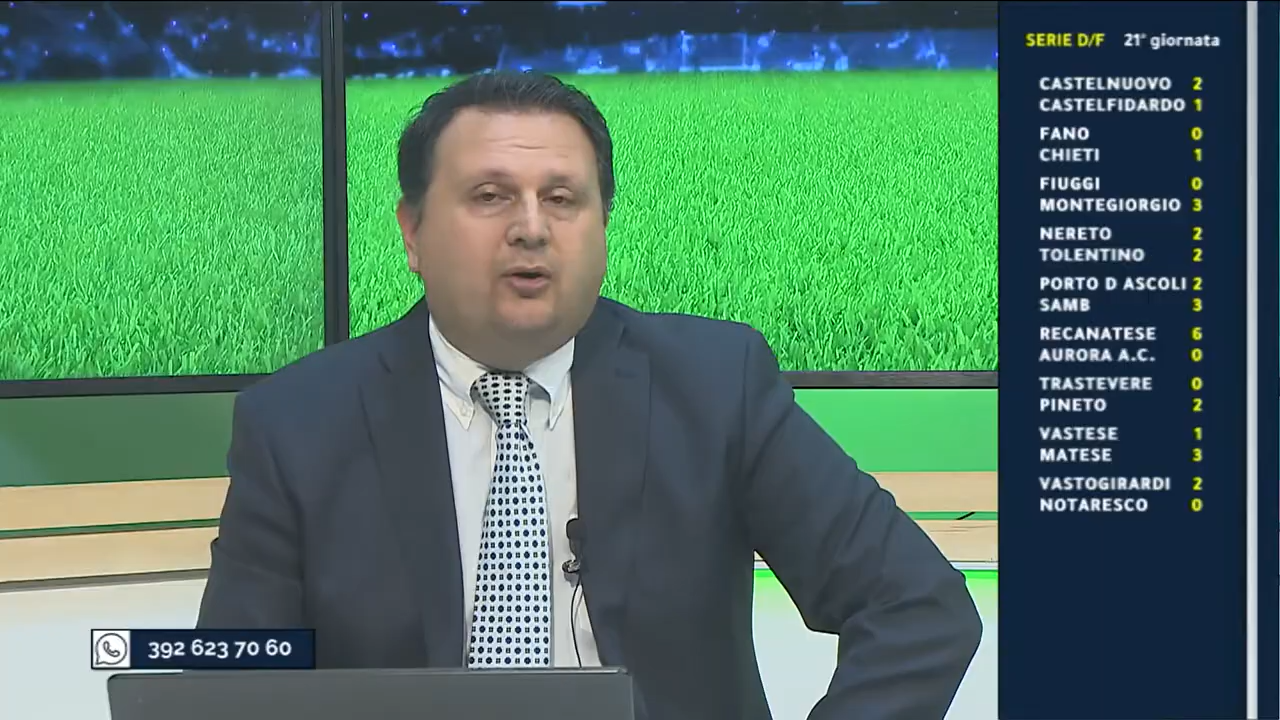 SERIE D/F 21ª giornata
CASTELNUOVO 2
CASTELFIDARDO 1
FANO 0
CHIETI 1
FIUGGI 0
MONTEGIORGIO 3
NERETO 2
TOLENTINO 2
PORTO D ASCOLI 2
SAMB 3
RECANATESE 6
AURORA A.C. 0
TRASTEVERE 0
PINETO 2
VASTESE 1
MATESE 3
VASTOGIRARDI 2
NOTARESCO 0
392 623 70 60